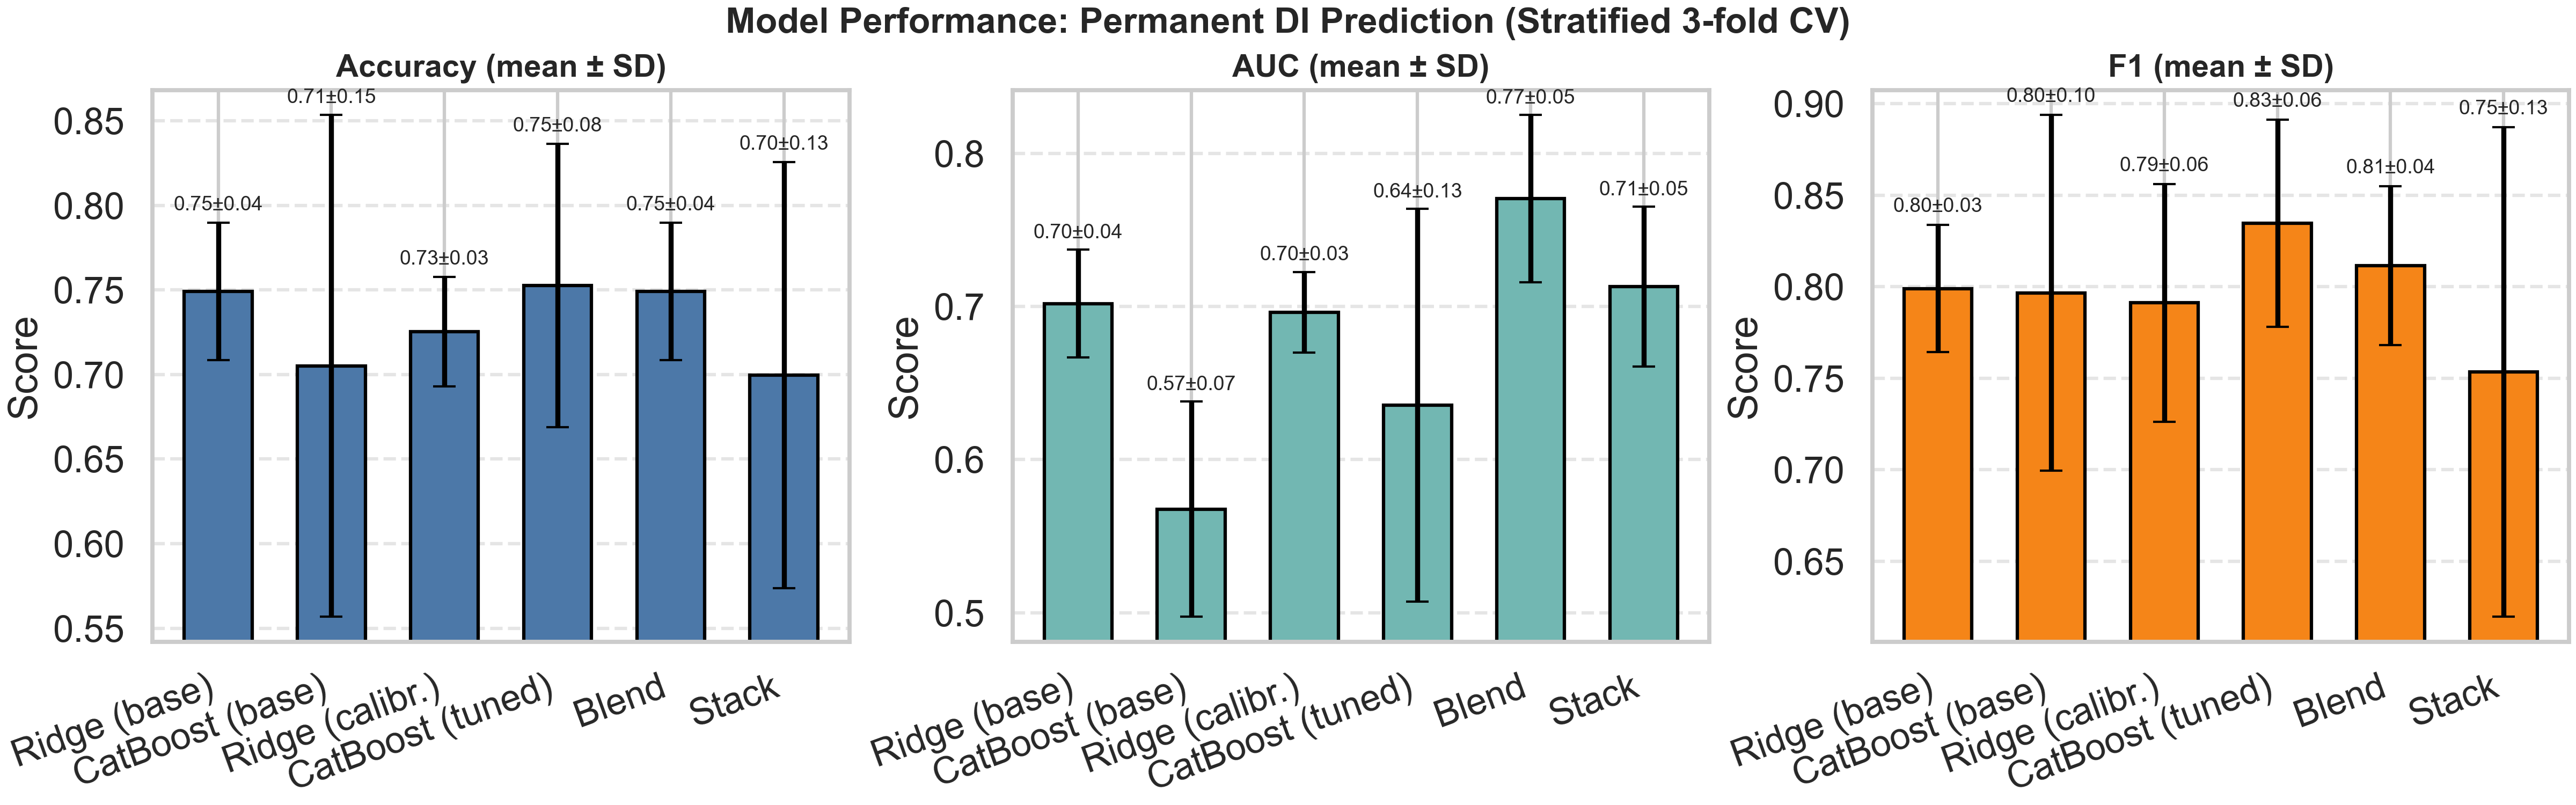 Model Performance: Permanent DI Prediction (Stratified 3-fold CV)
Accuracy (mean ± SD)
Score
0.85
0.80
0.75
0.70
0.65
0.60
0.55
0.75±0.04
0.71±0.15
0.73±0.03
0.75±0.08
0.75±0.04
0.70±0.13
Ridge (base)
CatBoost (base)
Ridge (calibr.)
CatBoost (tuned)
Blend
Stack
AUC (mean ± SD)
Score
0.8
0.7
0.6
0.5
0.70±0.04
0.57±0.07
0.70±0.03
0.64±0.13
0.77±0.05
0.71±0.05
Ridge (base)
CatBoost (base)
Ridge (calibr.)
CatBoost (tuned)
Blend
Stack
F1 (mean ± SD)
Score
0.90
0.85
0.80
0.75
0.70
0.65
0.80±0.03
0.80±0.10
0.79±0.06
0.83±0.06
0.81±0.04
0.75±0.13
Ridge (base)
CatBoost (base)
Ridge (calibr.)
CatBoost (tuned)
Blend
Stack